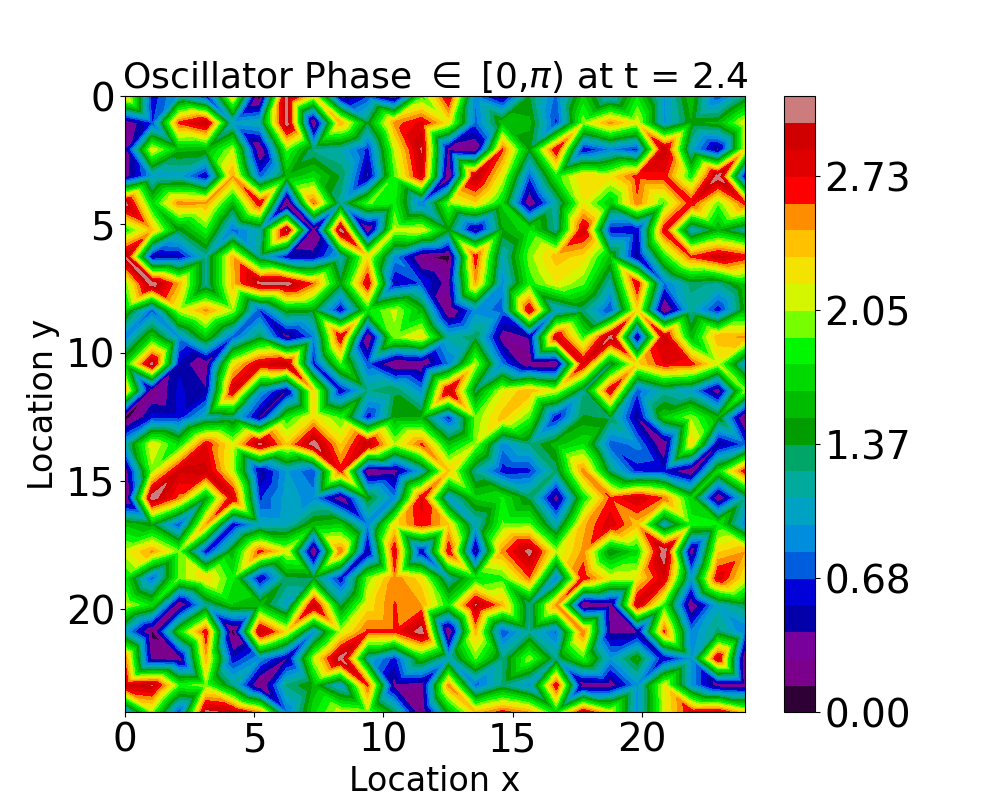 Oscillator Phase ∈ [0,π) at t = 2.4
0
5
10
15
20
Location y
0 5 10 15 20
Location x
2.73
2.05
1.37
0.68
0.00